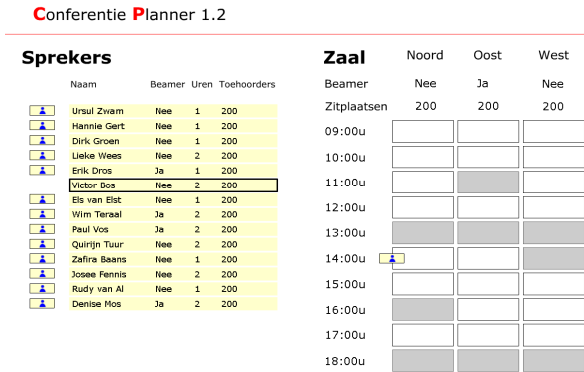 Conferentie Planner 1.2
Sprekers
Naam Beamer Uren Toehoorders
Ursul Zwam Nee 1 200
Hannie Gert Nee 1 200
Dirk Groen Nee 1 200
Lieke Wees Nee 2 200
Erik Dros Ja 1 200
Victor Bos Nee 2 200
Els van Elst Nee 1 200
Wim Teraal Ja 2 200
Paul Vos Ja 2 200
Quirijn Tuur Nee 2 200
Zafira Baans Nee 1 200
Josee Fennis Nee 2 200
Rudy van Al Nee 1 200
Denise Mos Ja 2 200
Zaal Noord Oost West
Beamer Nee Ja Nee
Zitplaatsen 200 200 200
09:00u
10:00u
11:00u
12:00u
13:00u
14:00u
15:00u
16:00u
17:00u
18:00u